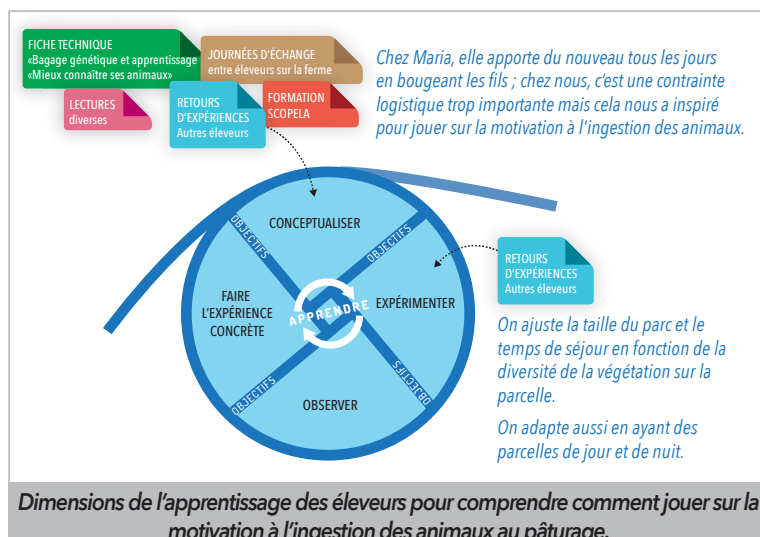 FICHE TECHNIQUE
«Bagage génétique et apprentissage
«Mieux connaître ses animaux»
JOURNÉES D'ÉCHANGE
entre éleveurs sur la ferme
LECTURES
diverses
RETOURS
D'EXPÉRIENCES
Autres éleveurs
FORMATION
SCOPELA
Chez Maria, elle apporte du nouveau tous les jours
en bougeant les fils ; chez nous, c'est une contrainte
logistique trop importante mais cela nous a inspiré
pour jouer sur la motivation à l'ingestion des animaux.
CONCEPTUALISER
OBJECTIFS
OBJECTIFS
FAIRE
L'EXPÉRIENCE
CONCRÈTE
APPRENDRE
EXPÉRIMENTER
OBJECTIFS
OBJECTIFS
OBSERVER
RETOURS
D'EXPÉRIENCES
Autres éleveurs
On ajuste la taille du parc et le
temps de séjour en fonction de la
diversité de la végétation sur la
parcelle.
On adapte aussi en ayant des
parcelles de jour et de nuit.
Dimensions de l'apprentissage des éleveurs pour comprendre comment jouer sur la
motivation à l'ingestion des animaux au pâturage.